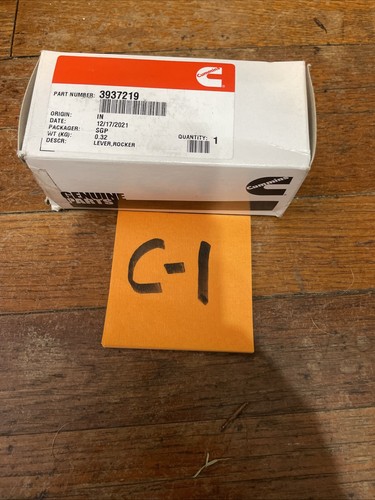 Cummins
PART NUMBER: 3937219
ORIGIN: IN
DATE: 12/17/2021
PACKAGER: SGP
WT (KG): 0.32
QUANTITY: 1
DESCR: LEVER,ROCKER
GENUINE
PARTS
Cummins
C-1